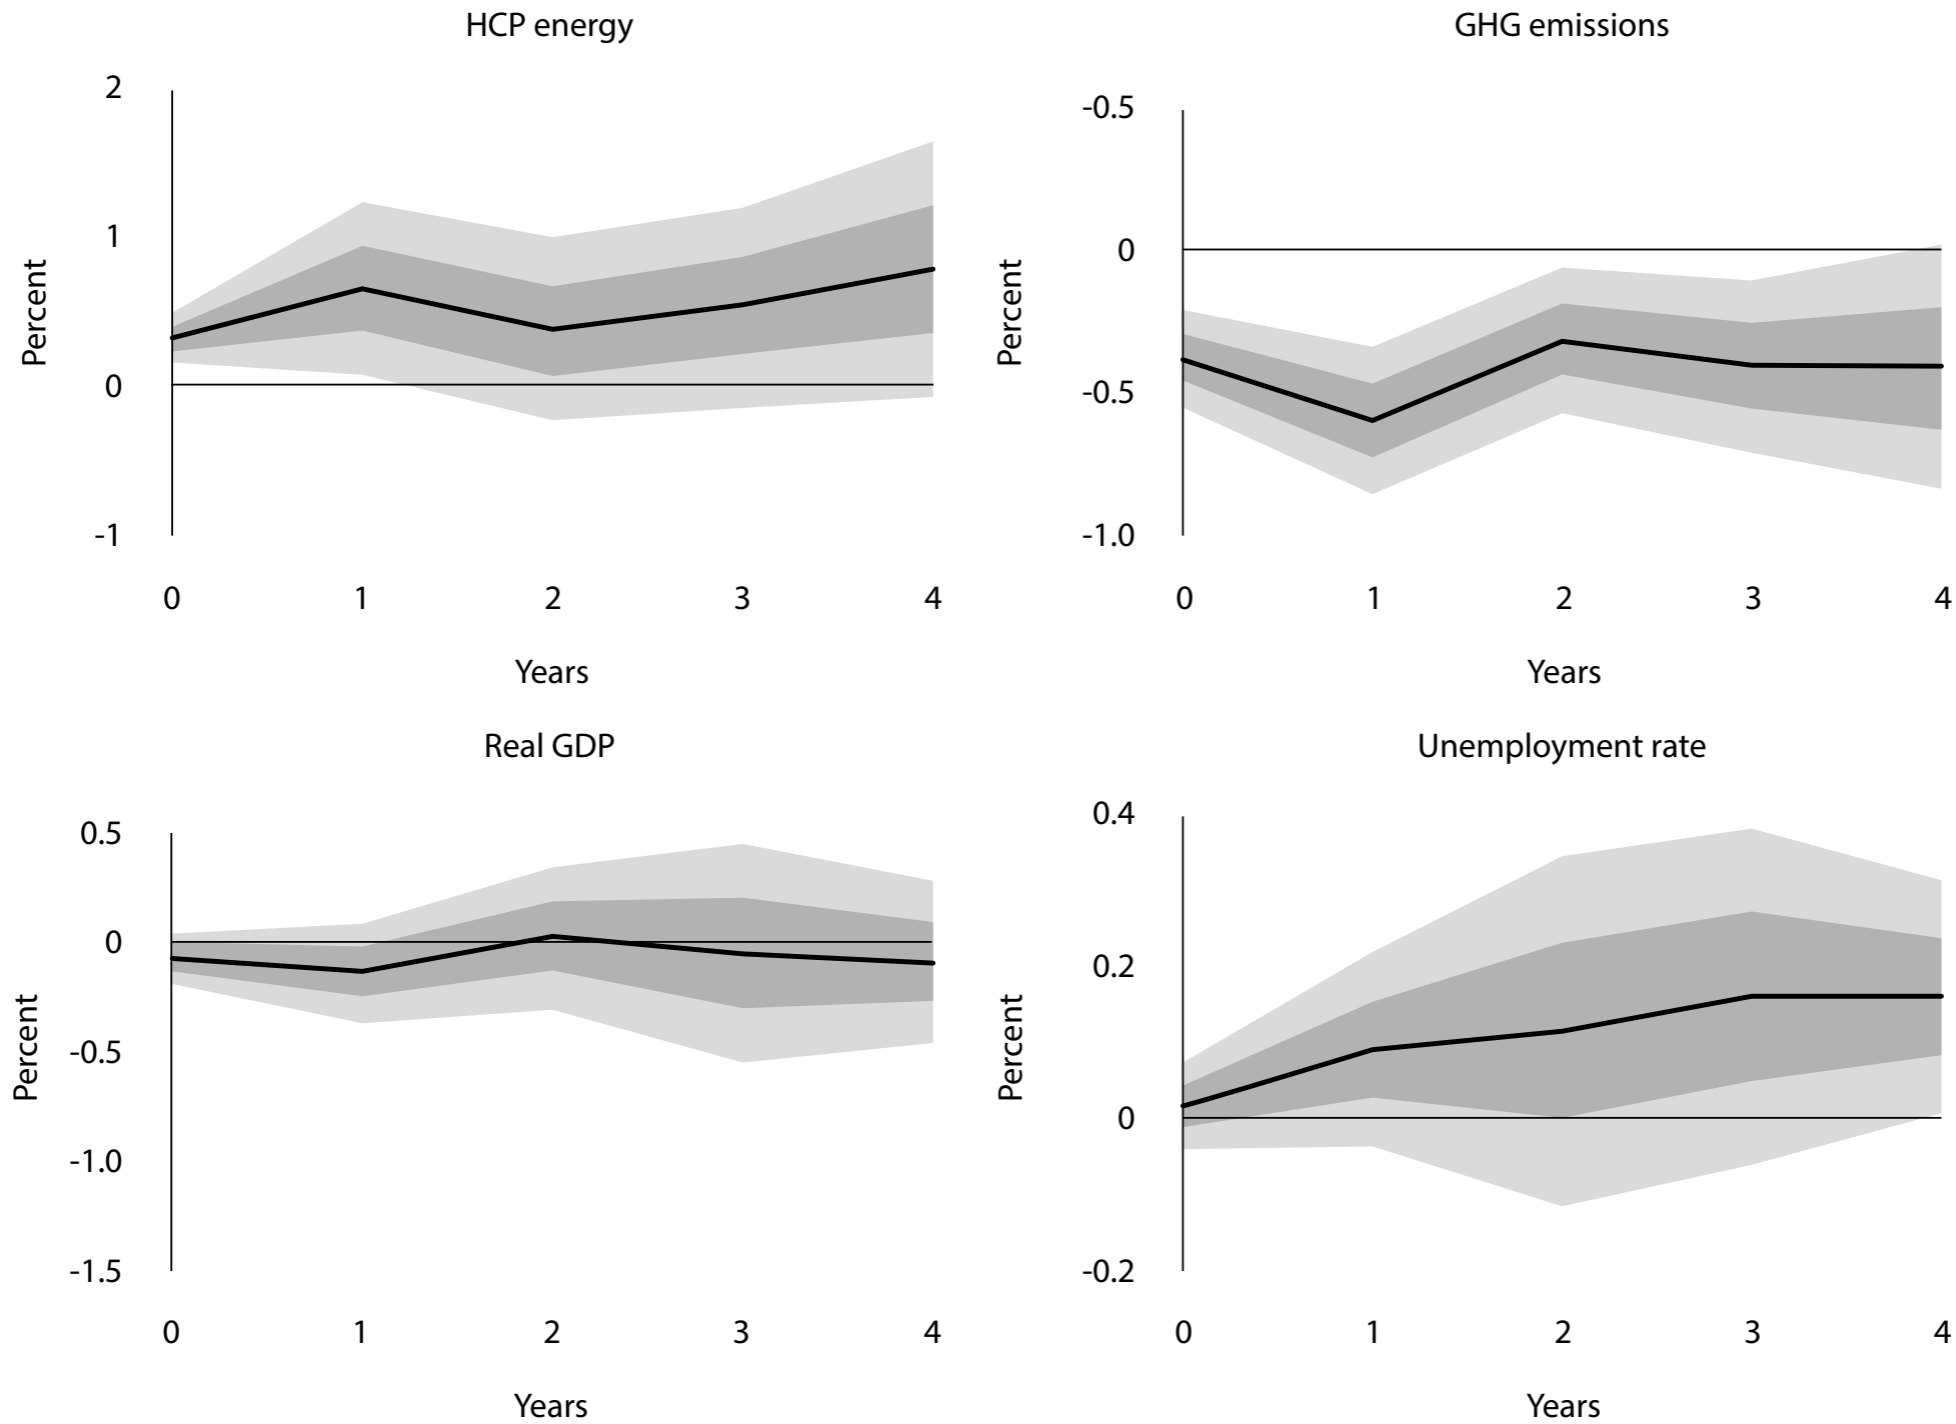 HCP energy
2
1
0
-1
Percent
0 1 2 3 4
Years
GHG emissions
-0.5
0
-0.5
-1.0
Percent
0 1 2 3 4
Years
Real GDP
0.5
0
-0.5
-1.0
-1.5
Percent
0 1 2 3 4
Years
Unemployment rate
0.4
0.2
0
-0.2
Percent
0 1 2 3 4
Years